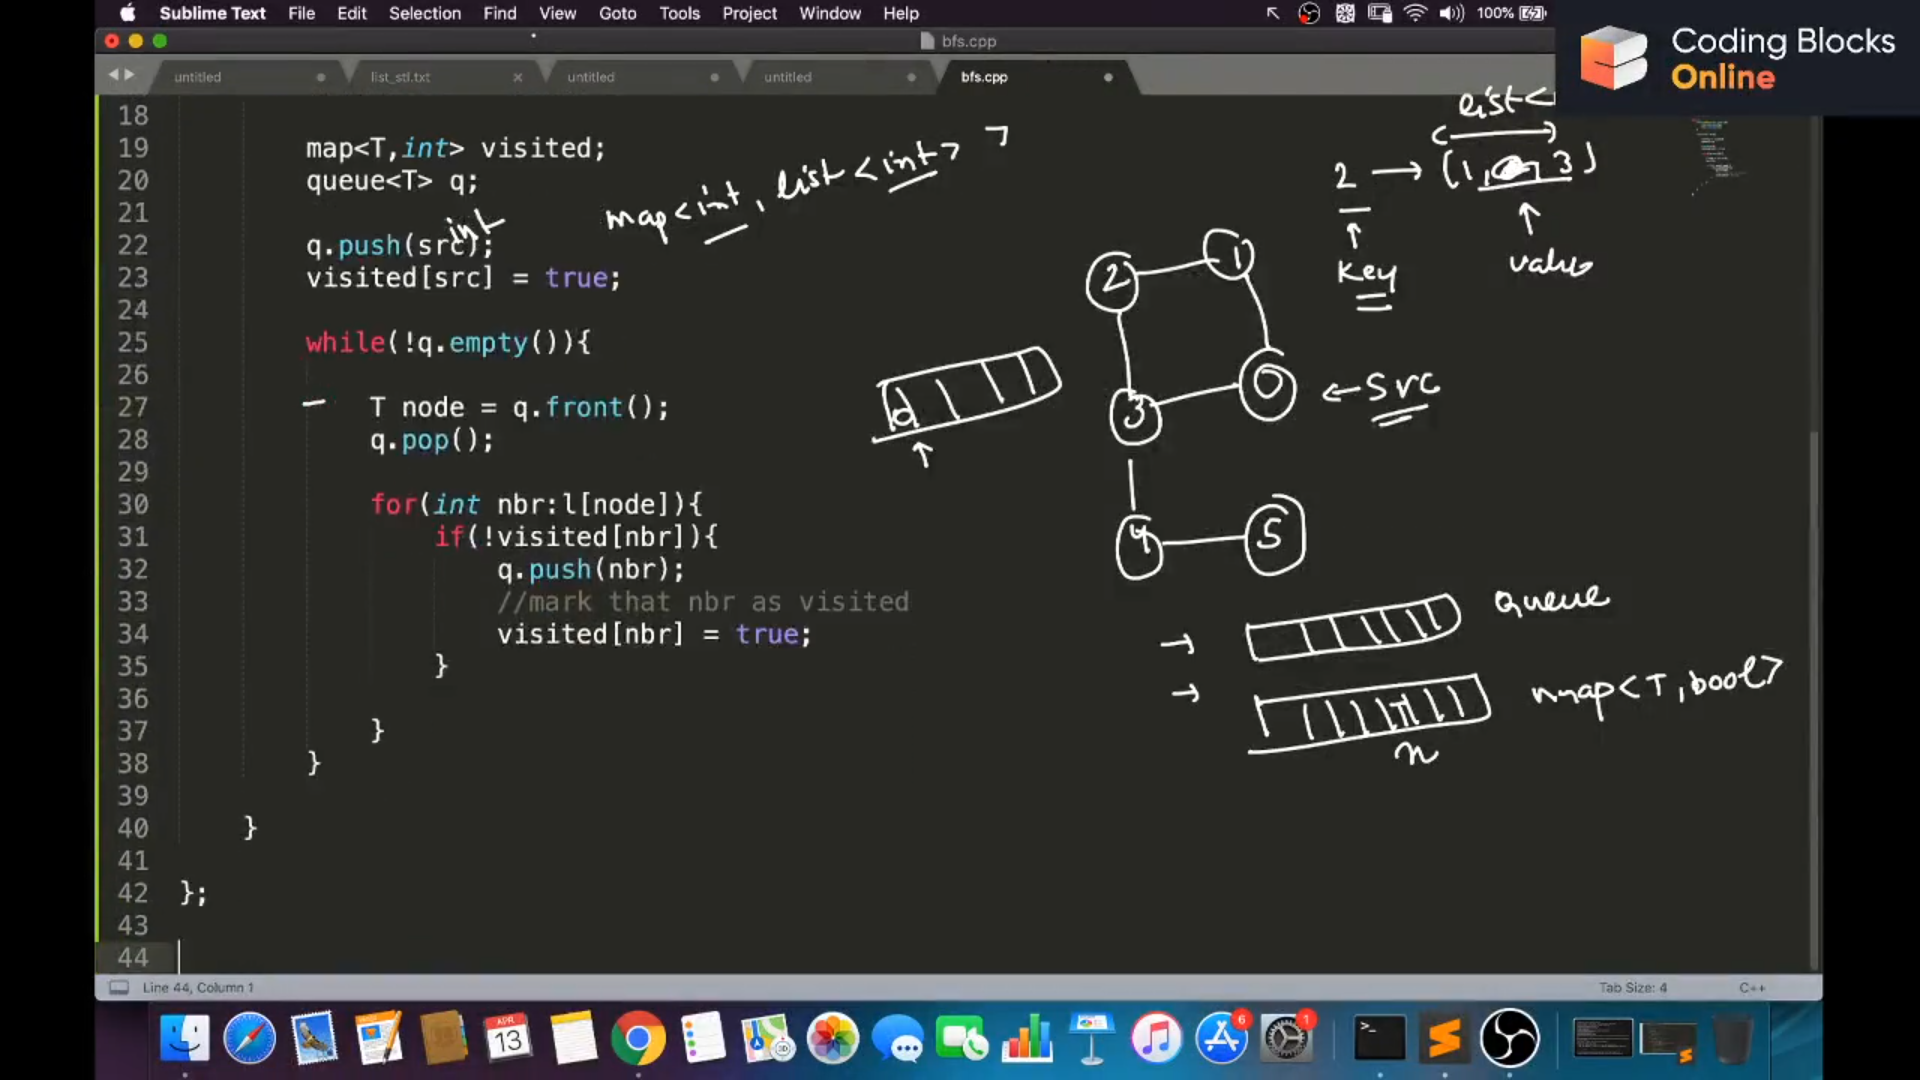 Sublime Text File Edit Selection Find View Goto Tools Project Window Help 100%
Coding Blocks
Online
bfs.cpp
untitled list_stl.txt untitled untitled bfs.cpp
18
19 map<T,int> visited;
20 queue<T> q;
21
22 q.push(src);
23 visited[src] = true;
24
25 while(!q.empty()){
26
27 T node = q.front();
28 q.pop();
29
30 for(int nbr:l[node]){
31 if(!visited[nbr]){
32 q.push(nbr);
33 //mark that nbr as visited
34 visited[nbr] = true;
35 }
36
37 }
38 }
39
40 }
41
42 };
43
44
int
map<int, list<int> >
list<
2 → (1, 3)
key
value
2 1
3 0 ← Src
4 5
queue
map<T,bool>
n
Line 44, Column 1 Tab Size: 4 C++
APR
13
6
1